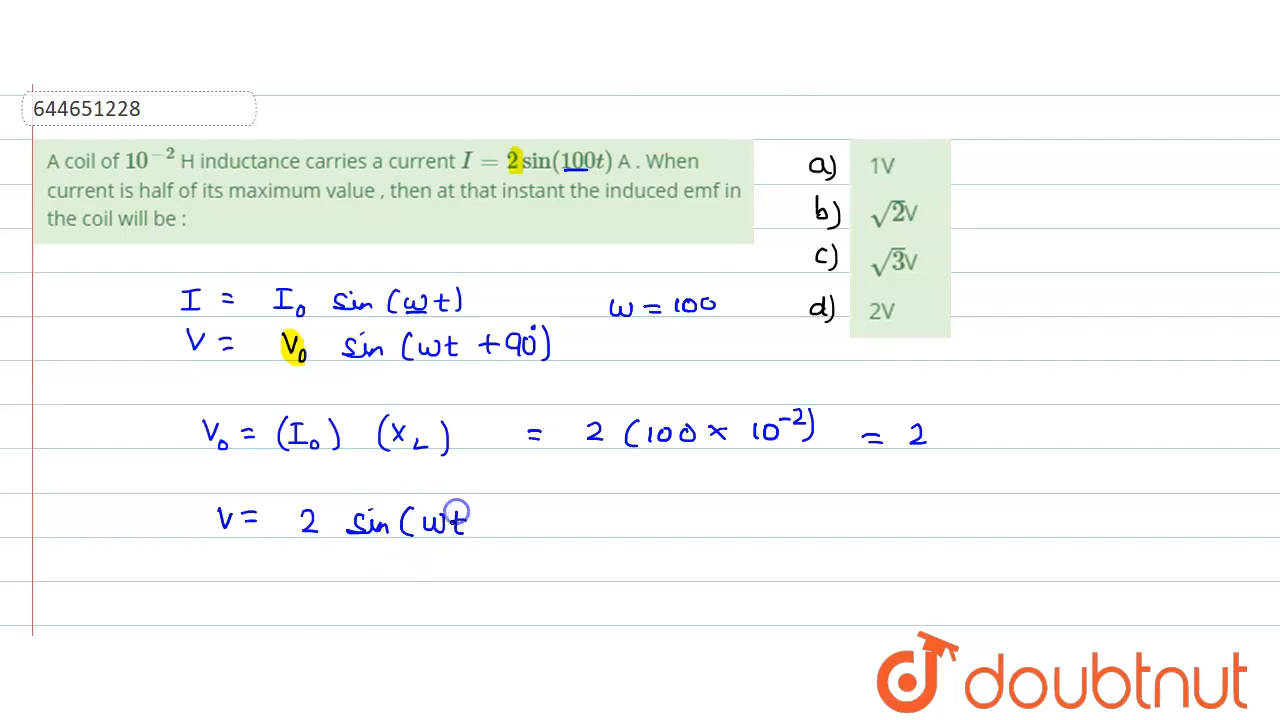 644651228
A coil of 10⁻² H inductance carries a current I = 2 sin(100t) A . When
current is half of its maximum value , then at that instant the induced emf in
the coil will be :
a) 1V
b) √2V
c) √3V
d) 2V
I = I₀ sin (ωt) ω = 100
V = V₀ sin (ωt + 90°)
V₀ = (I₀) (X_L) = 2 (100 × 10⁻²) = 2
V = 2 sin (ωt
doubtnut